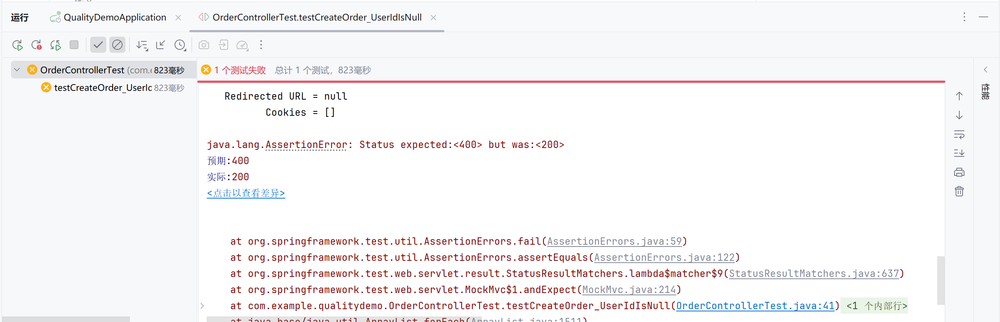 运行 QualityDemoApplication OrderControllerTest.testCreateOrder_UserIdIsNull
OrderControllerTest (com.e 823毫秒
testCreateOrder_UserId 823毫秒
1 个测试失败 总计 1 个测试，823毫秒
性能
Redirected URL = null
Cookies = []
java.lang.AssertionError: Status expected:<400> but was:<200>
预期:400
实际:200
<点击以查看差异>
at org.springframework.test.util.AssertionErrors.fail(AssertionErrors.java:59)
at org.springframework.test.util.AssertionErrors.assertEquals(AssertionErrors.java:122)
at org.springframework.test.web.servlet.result.StatusResultMatchers.lambda$matcher$9(StatusResultMatchers.java:637)
at org.springframework.test.web.servlet.MockMvc$1.andExpect(MockMvc.java:214)
at com.example.qualitydemo.OrderControllerTest.testCreateOrder_UserIdIsNull(OrderControllerTest.java:41) <1 个内部行>
at java.base/java.util.ArrayList.forEach(ArrayList.java:1511)